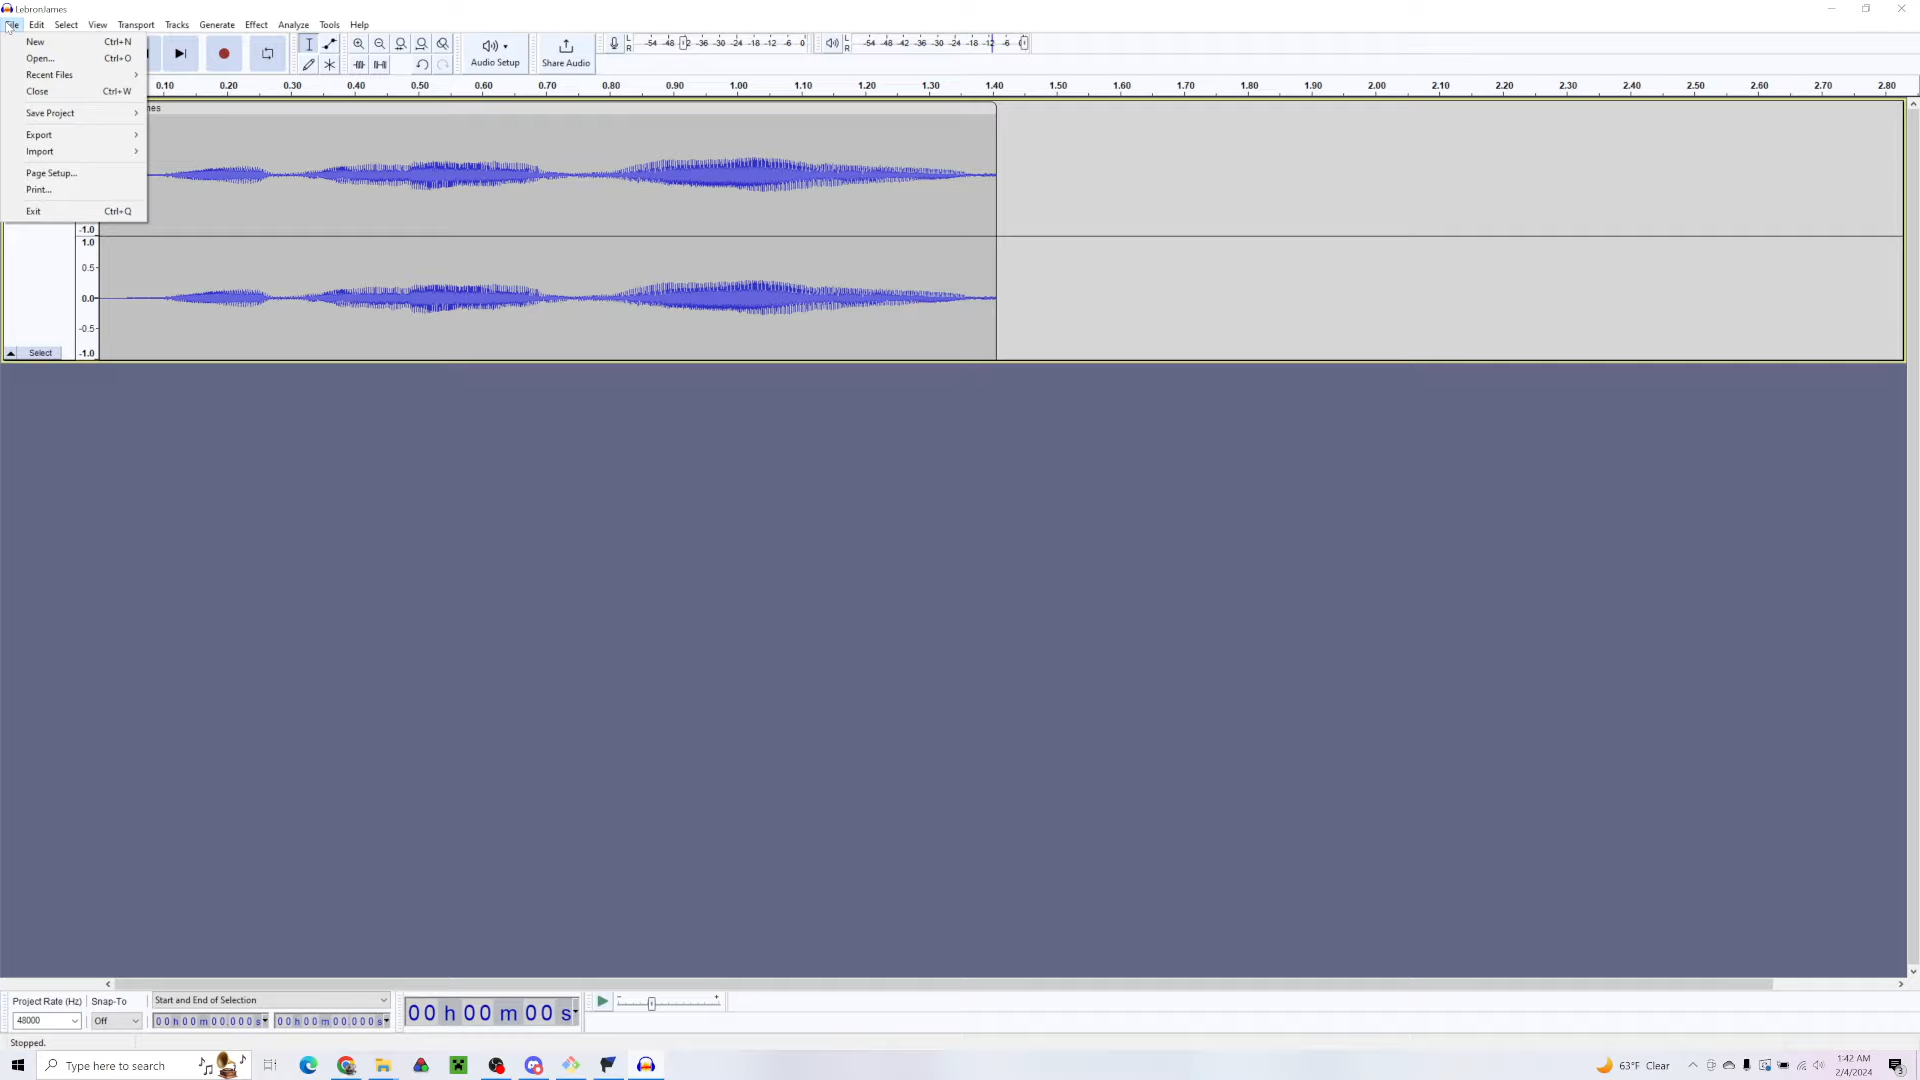 LebronJames
File Edit Select View Transport Tracks Generate Effect Analyze Tools Help
New Ctrl+N
Open... Ctrl+O
Recent Files
Close Ctrl+W
Save Project
Export
Import
Page Setup...
Print...
Exit Ctrl+Q
Audio Setup
Share Audio
L
R
-54 -48 -42 -36 -30 -24 -18 -12 -6 0
L
R
-54 -48 -42 -36 -30 -24 -18 -12 -6 0
0.10 0.20 0.30 0.40 0.50 0.60 0.70 0.80 0.90 1.00 1.10 1.20 1.30 1.40 1.50 1.60 1.70 1.80 1.90 2.00 2.10 2.20 2.30 2.40 2.50 2.60 2.70 2.80
mes
-1.0
1.0
0.5
0.0
-0.5
-1.0
Select
Project Rate (Hz) Snap-To Start and End of Selection
48000 Off 00 h 00 m 00.000 s 00 h 00 m 00.000 s
00 h 00 m 00 s
Stopped.
Type here to search
63°F Clear
1:42 AM
2/4/2024
3